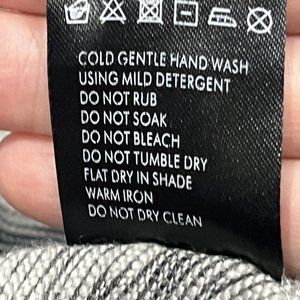 COLD GENTLE HAND WASH
USING MILD DETERGENT
DO NOT RUB
DO NOT SOAK
DO NOT BLEACH
DO NOT TUMBLE DRY
FLAT DRY IN SHADE
WARM IRON
DO NOT DRY CLEAN